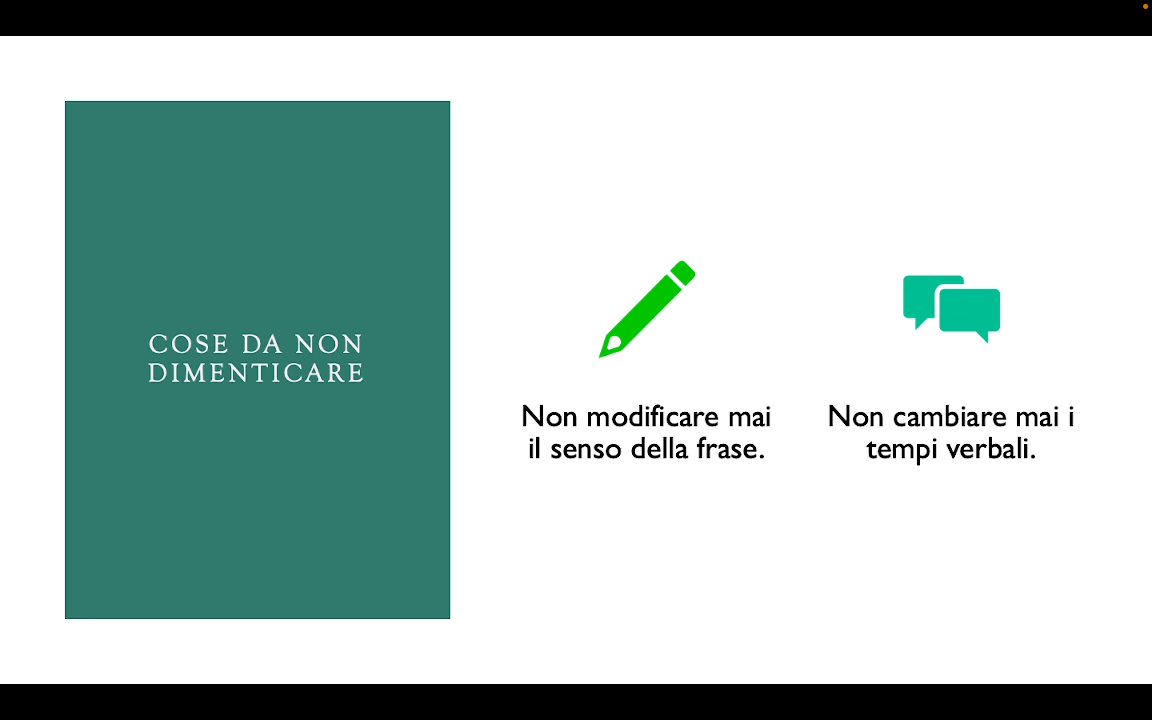 COSE DA NON
DIMENTICARE
Non modificare mai
il senso della frase.
Non cambiare mai i
tempi verbali.